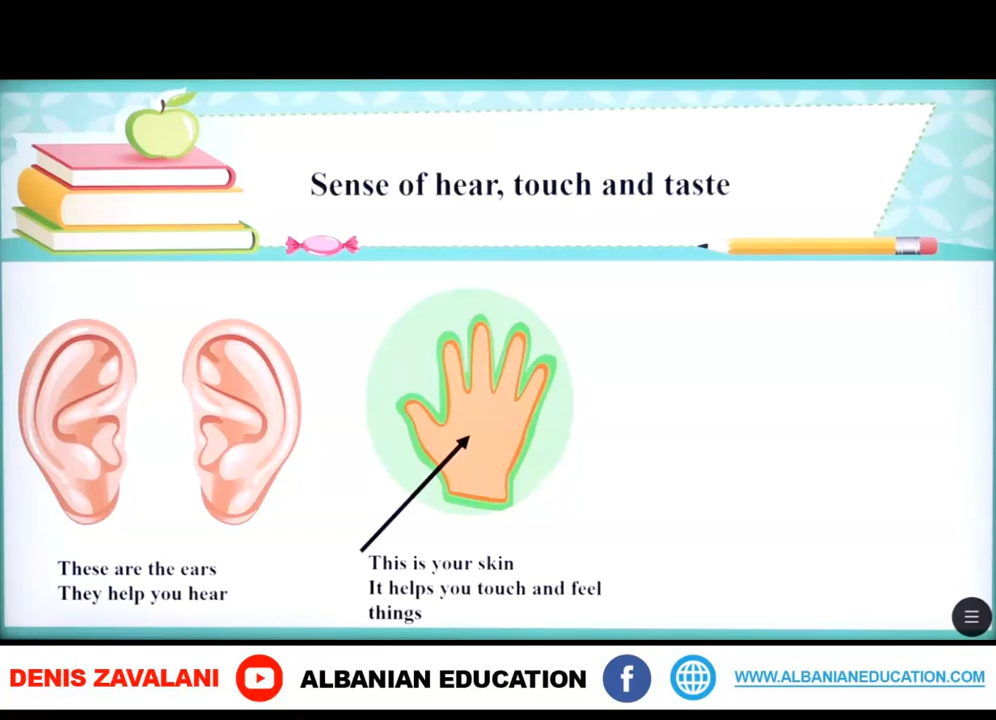 Sense of hear, touch and taste
These are the ears
They help you hear
This is your skin
It helps you touch and feel
things
DENIS ZAVALANI
ALBANIAN EDUCATION
WWW.ALBANIANEDUCATION.COM